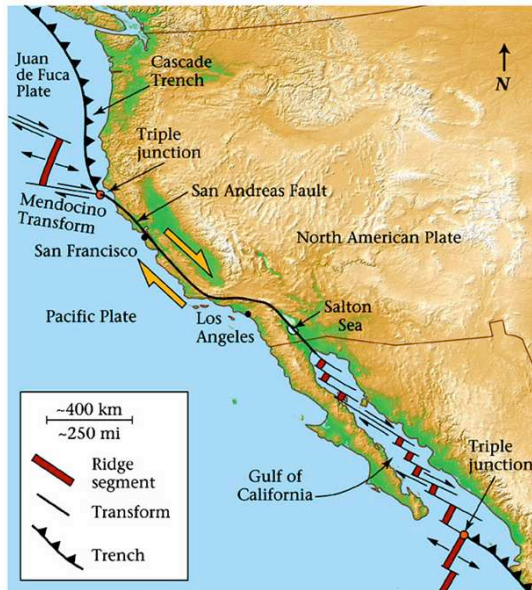 Juan
de Fuca
Plate
Cascade
Trench
N
Triple
junction
San Andreas Fault
Mendocino
Transform
San Francisco
North American Plate
Pacific Plate
Los
Angeles
Salton
Sea
~400 km
~250 mi
Ridge
segment
Transform
Trench
Gulf of
California
Triple
junction